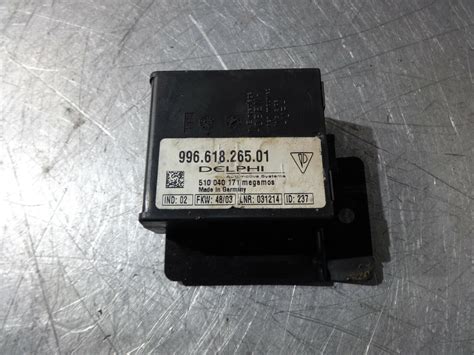 996.618.265.01
DELPHI
Automotive Systems
510 040 17 | megamos
Made in Germany
IND: 02 FKW: 48/03 LNR: 031214 ID: 237